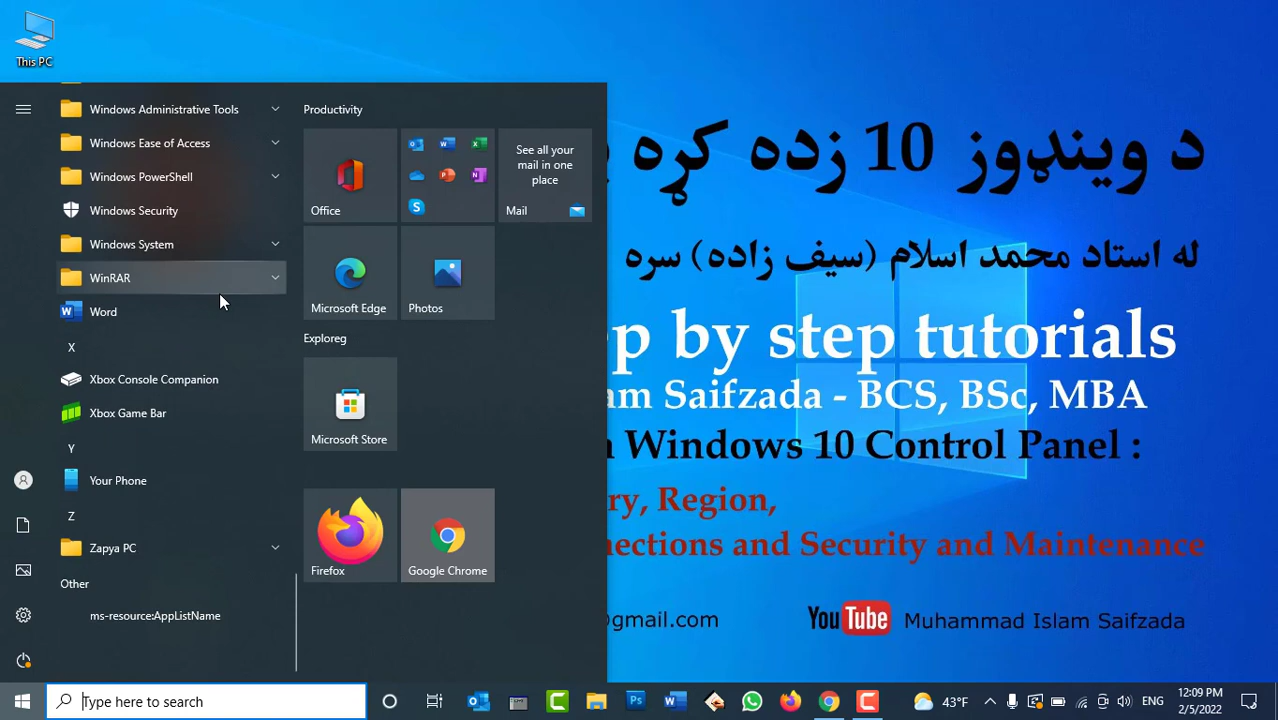 This PC
Windows Administrative Tools
Windows Ease of Access
Windows PowerShell
Windows Security
Windows System
WinRAR
Word
X
Xbox Console Companion
Xbox Game Bar
Y
Your Phone
Z
Zapya PC
Other
ms-resource:AppListName
Productivity
Office
See all your
mail in one
place
Mail
Microsoft Edge
Photos
Exploreg
Microsoft Store
Firefox
Google Chrome
د وینډوز 10 زده کړه
له استاد محمد اسلام (سیف زاده) سره
p by step tutorials
am Saifzada - BCS, BSc, MBA
Windows 10 Control Panel :
ry, Region,
nections and Security and Maintenance
@gmail.com
YouTube Muhammad Islam Saifzada
Type here to search
43°F
ENG
12:09 PM
2/5/2022